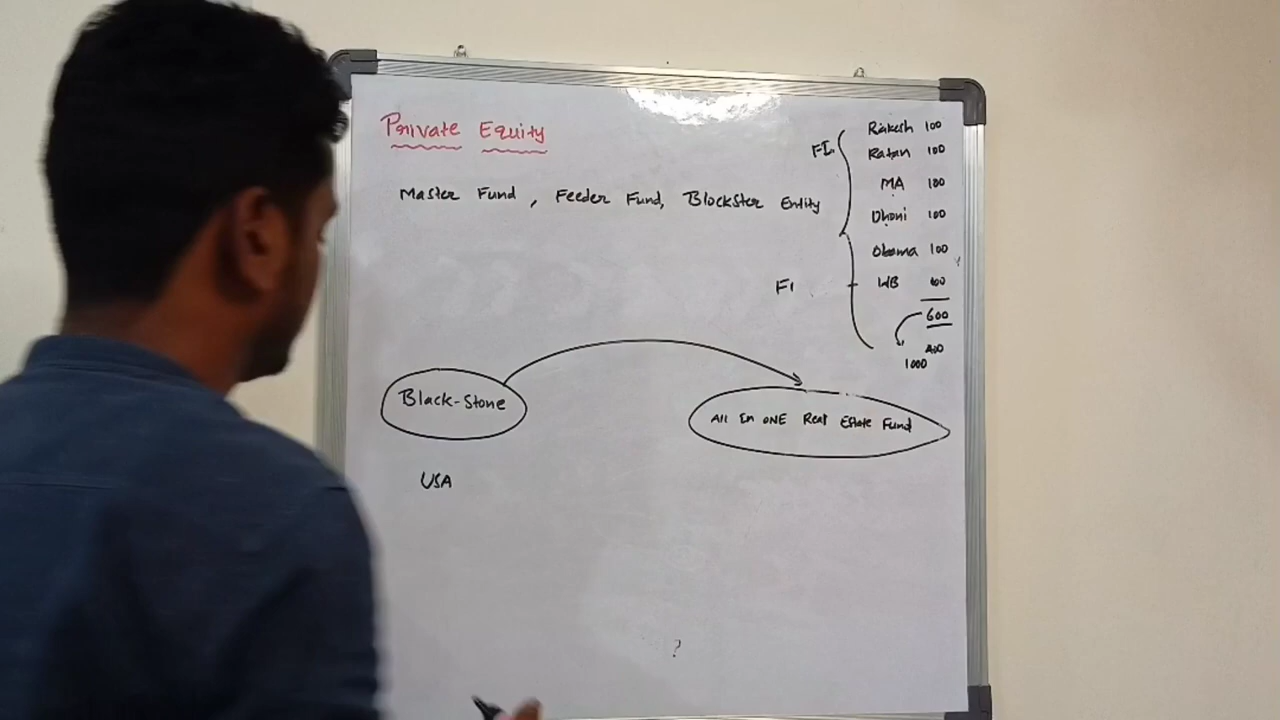 Private Equity
Master Fund, Feeder Fund, Blockster Entity
FI
Rakesh 100
Ratan 100
MA 100
Dhoni 100
Obama 100
WB 100
600
400
1000
Black-Stone
All In ONE Real Estate Fund
USA
?